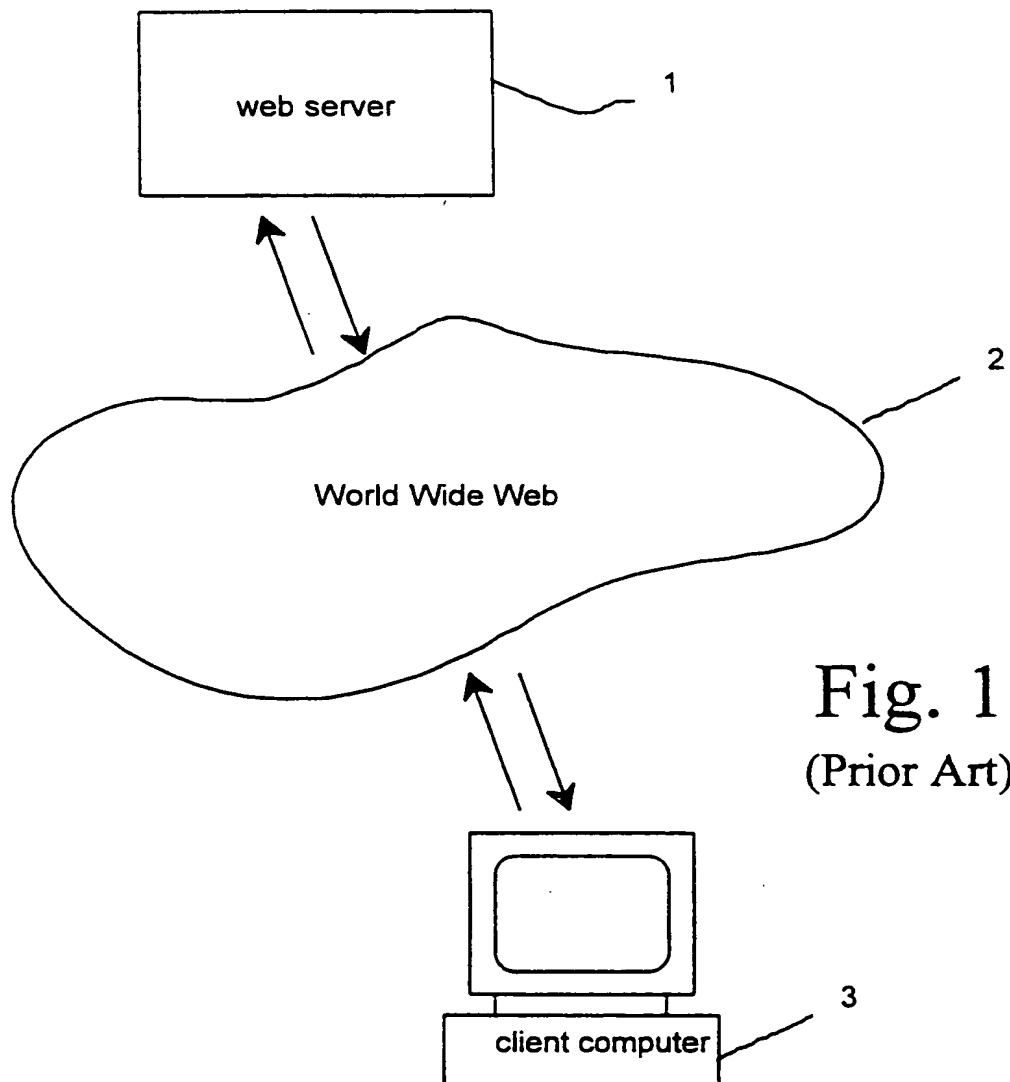 web server
1
2
World Wide Web
Fig. 1
(Prior Art)
3
client computer